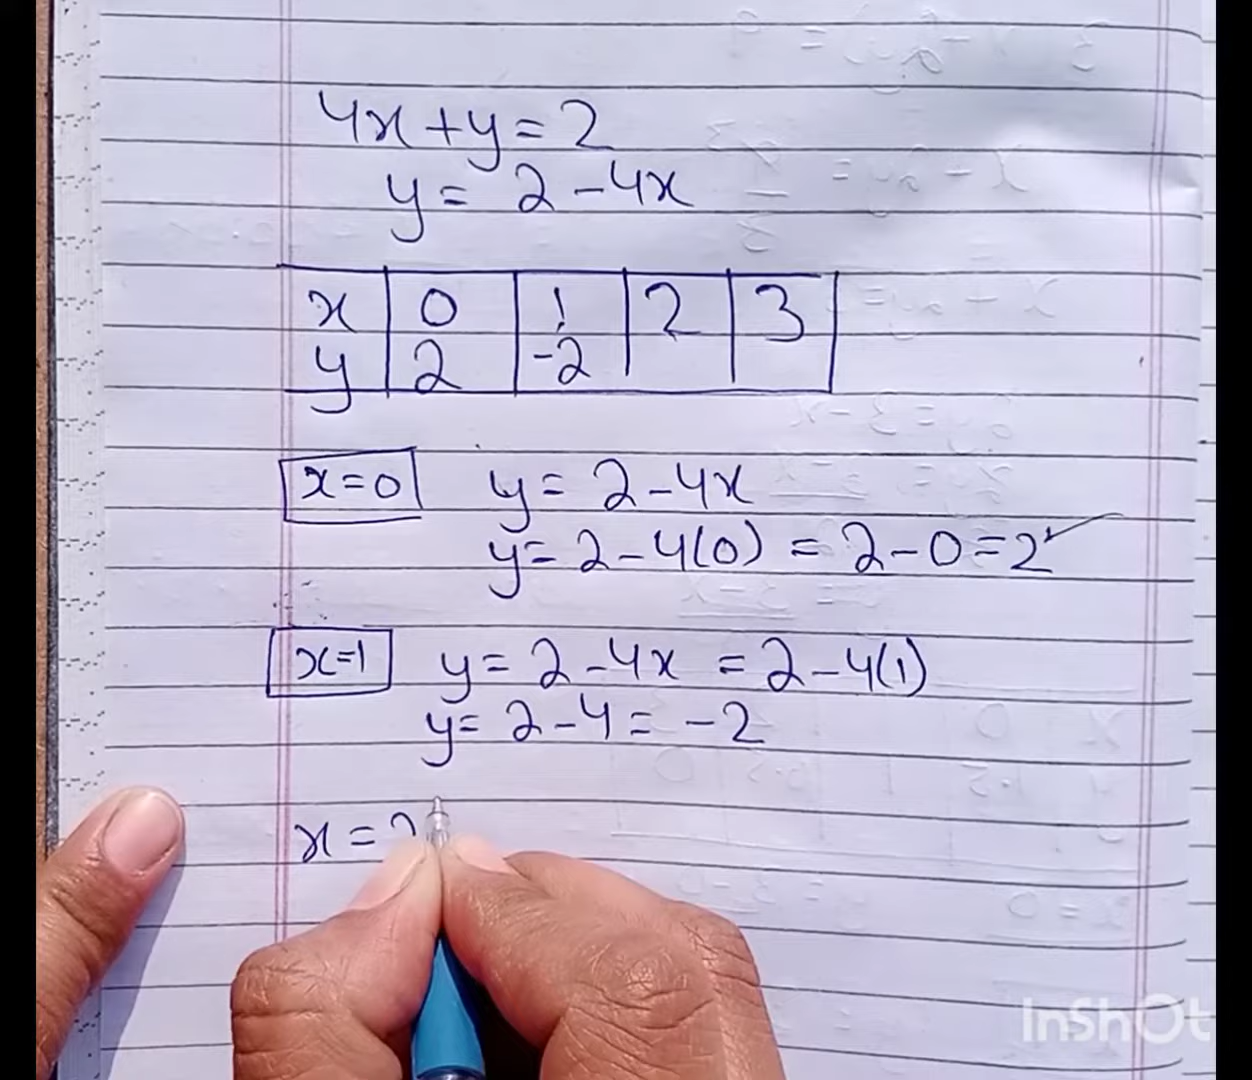 4x+y=2
y= 2-4x
x 0 1 2 3
y 2 -2
x=0 y= 2-4x
y= 2-4(0) = 2-0=2
x=1 y= 2-4x = 2-4(1)
y= 2-4= -2
x=2
InShOt